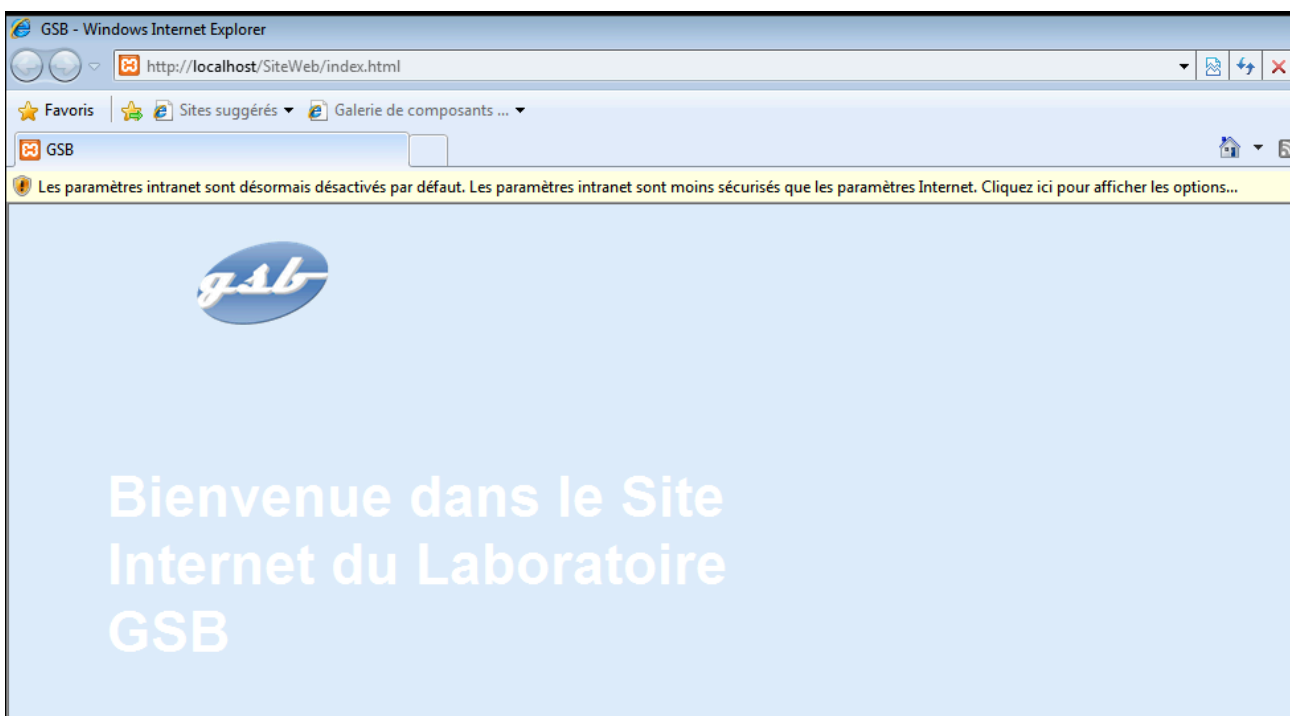 GSB - Windows Internet Explorer
http://localhost/SiteWeb/index.html
Favoris Sites suggérés Galerie de composants ...
GSB
Les paramètres intranet sont désormais désactivés par défaut. Les paramètres intranet sont moins sécurisés que les paramètres Internet. Cliquez ici pour afficher les options...
gsb
Bienvenue dans le Site
Internet du Laboratoire
GSB